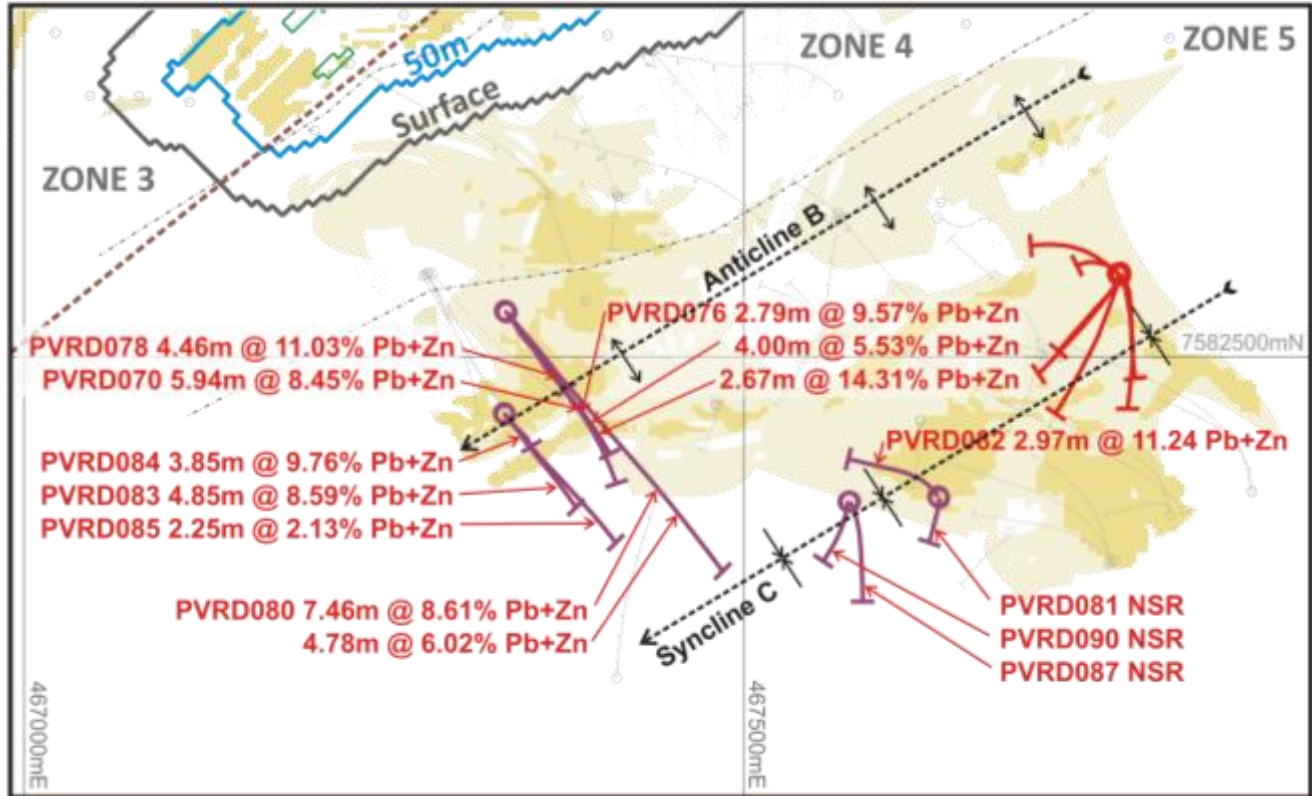 ZONE 4
ZONE 5
50m
Surface
ZONE 3
Anticline B
PVRD076 2.79m @ 9.57% Pb+Zn
4.00m @ 5.53% Pb+Zn
2.67m @ 14.31% Pb+Zn
7582500mN
PVRD078 4.46m @ 11.03% Pb+Zn
PVRD070 5.94m @ 8.45% Pb+Zn
PVRD082 2.97m @ 11.24 Pb+Zn
PVRD084 3.85m @ 9.76% Pb+Zn
PVRD083 4.85m @ 8.59% Pb+Zn
PVRD085 2.25m @ 2.13% Pb+Zn
PVRD080 7.46m @ 8.61% Pb+Zn
4.78m @ 6.02% Pb+Zn
Syncline C
PVRD081 NSR
PVRD090 NSR
PVRD087 NSR
467000mE
467500mE